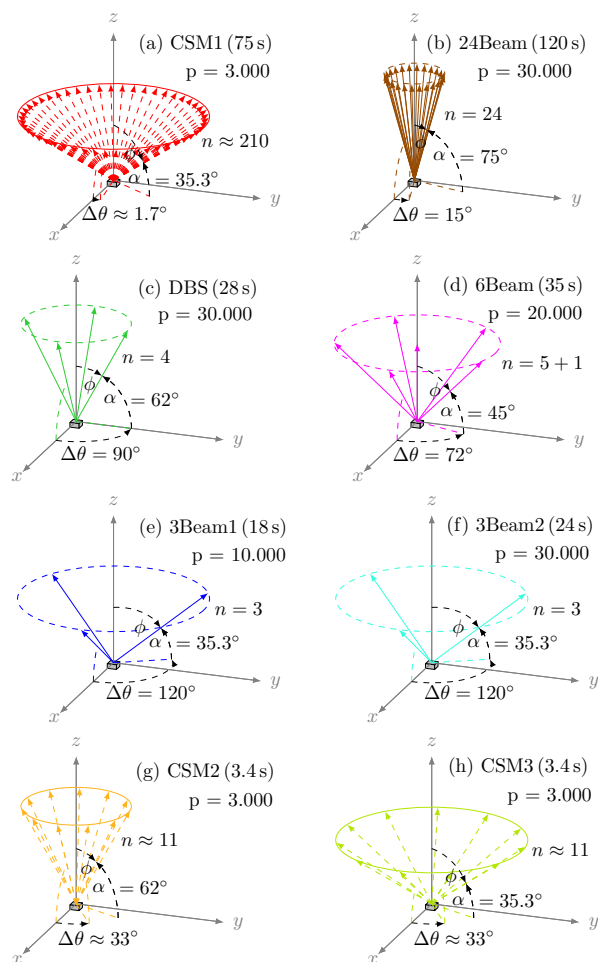 z
(a) CSM1 (75 s)
p = 3.000
n ≈ 210
ϕ
α = 35.3°
Δθ ≈ 1.7°
x
y
z
(b) 24Beam (120 s)
p = 30.000
n = 24
ϕ
α = 75°
Δθ = 15°
x
y
z
(c) DBS (28 s)
p = 30.000
n = 4
ϕ
α = 62°
Δθ = 90°
x
y
z
(d) 6Beam (35 s)
p = 20.000
n = 5 + 1
ϕ
α = 45°
Δθ = 72°
x
y
z
(e) 3Beam1 (18 s)
p = 10.000
n = 3
ϕ
α = 35.3°
Δθ = 120°
x
y
z
(f) 3Beam2 (24 s)
p = 30.000
n = 3
ϕ
α = 35.3°
Δθ = 120°
x
y
z
(g) CSM2 (3.4 s)
p = 3.000
n ≈ 11
ϕ
α = 62°
Δθ ≈ 33°
x
y
z
(h) CSM3 (3.4 s)
p = 3.000
n ≈ 11
ϕ
α = 35.3°
Δθ ≈ 33°
x
y